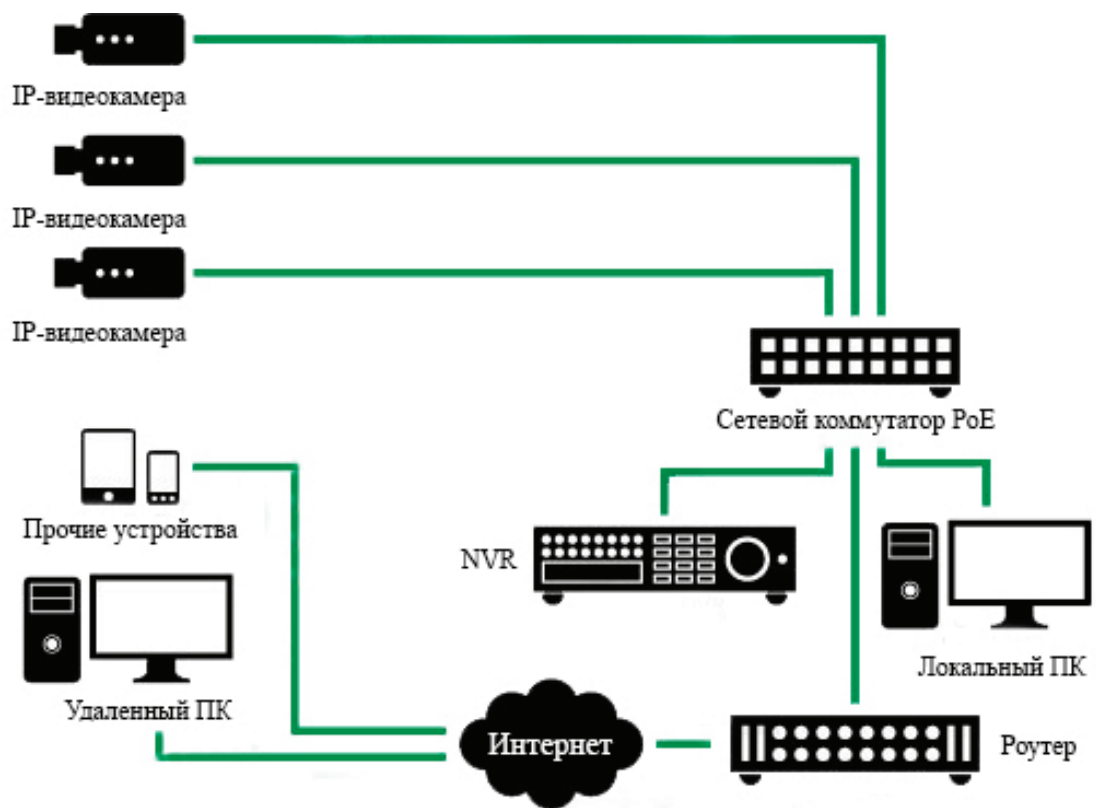 IP-видеокамера
IP-видеокамера
IP-видеокамера
Сетевой коммутатор PoE
Прочие устройства
NVR
Локальный ПК
Удаленный ПК
Интернет
Роутер